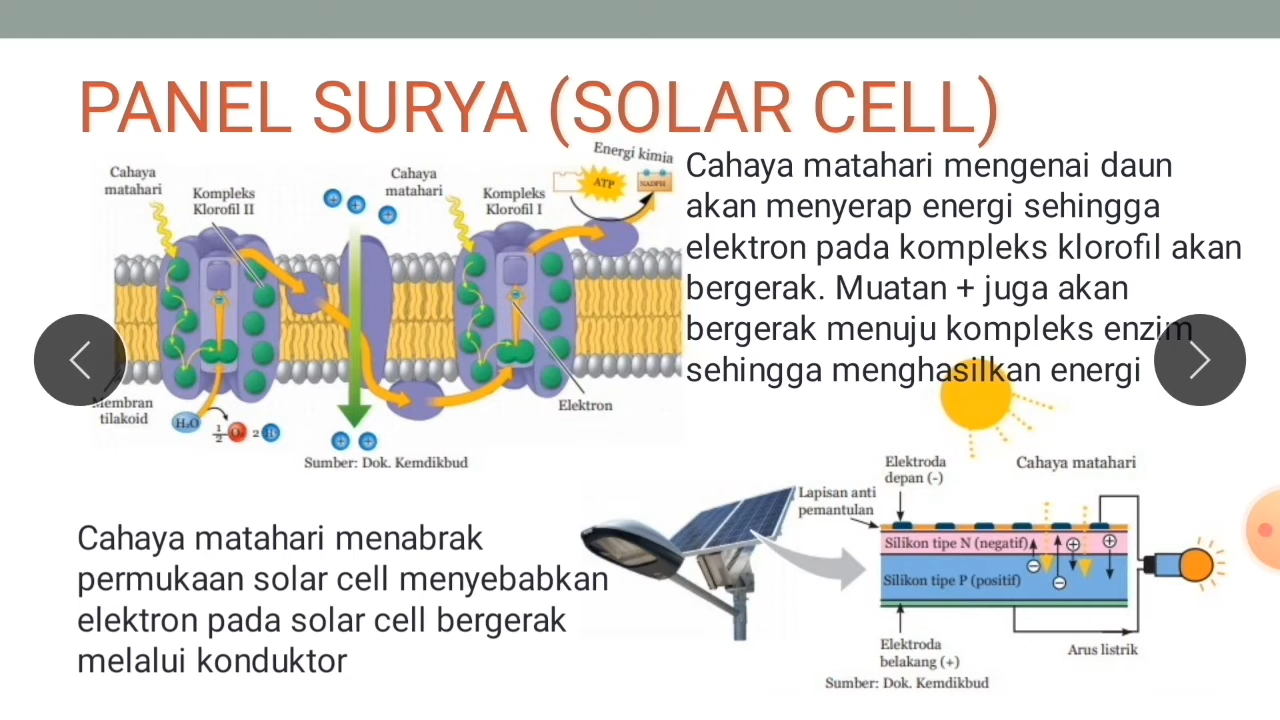 PANEL SURYA (SOLAR CELL)
Cahaya
matahari
Kompleks
Klorofil II
Cahaya
matahari
Kompleks
Klorofil I
Energi kimia
ATP
NADPH
Membran
tilakoid
H₂O
1/2 O₂ 2 H
Elektron
Sumber: Dok. Kemdikbud
Cahaya matahari mengenai daun
akan menyerap energi sehingga
elektron pada kompleks klorofil akan
bergerak. Muatan + juga akan
bergerak menuju kompleks enzim
sehingga menghasilkan energi
Cahaya matahari menabrak
permukaan solar cell menyebabkan
elektron pada solar cell bergerak
melalui konduktor
Elektroda
depan (-)
Cahaya matahari
Lapisan anti
pemantulan
Silikon tipe N (negatif)
Silikon tipe P (positif)
Elektroda
belakang (+)
Arus listrik
Sumber: Dok. Kemdikbud